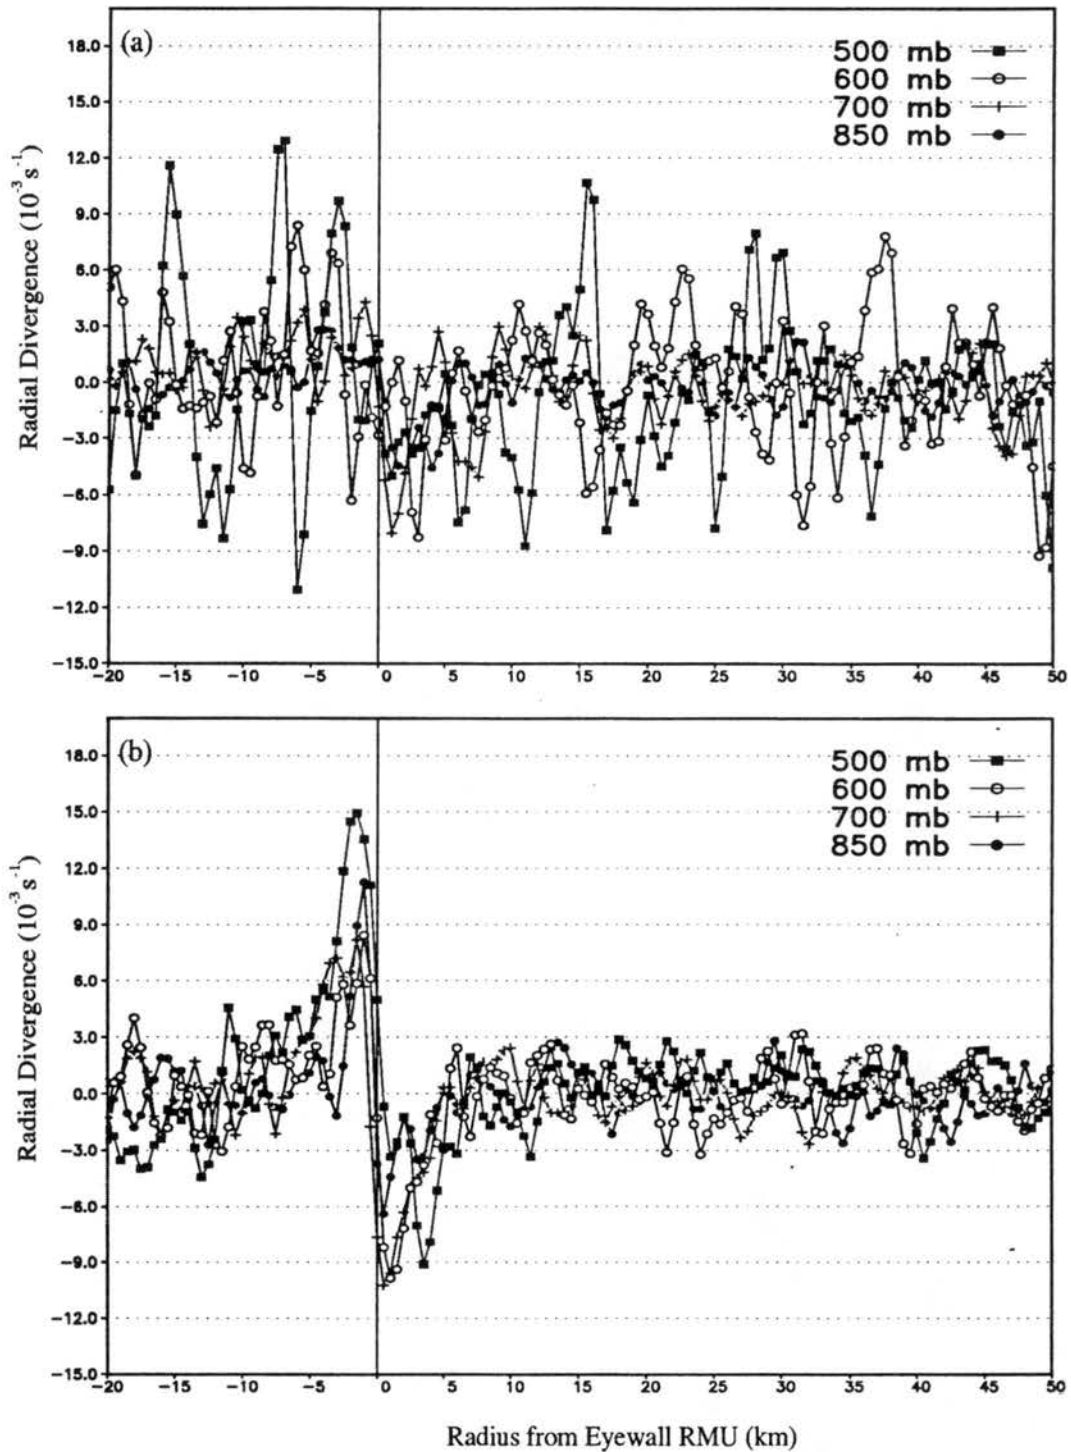 (a)
500 mb
600 mb
700 mb
850 mb
18.0
15.0
12.0
9.0
6.0
3.0
0.0
−3.0
−6.0
−9.0
−12.0
−15.0
Radial Divergence (10⁻³ s⁻¹)
−20 −15 −10 −5 0 5 10 15 20 25 30 35 40 45 50
(b)
500 mb
600 mb
700 mb
850 mb
18.0
15.0
12.0
9.0
6.0
3.0
0.0
−3.0
−6.0
−9.0
−12.0
−15.0
Radial Divergence (10⁻³ s⁻¹)
−20 −15 −10 −5 0 5 10 15 20 25 30 35 40 45 50
Radius from Eyewall RMU (km)